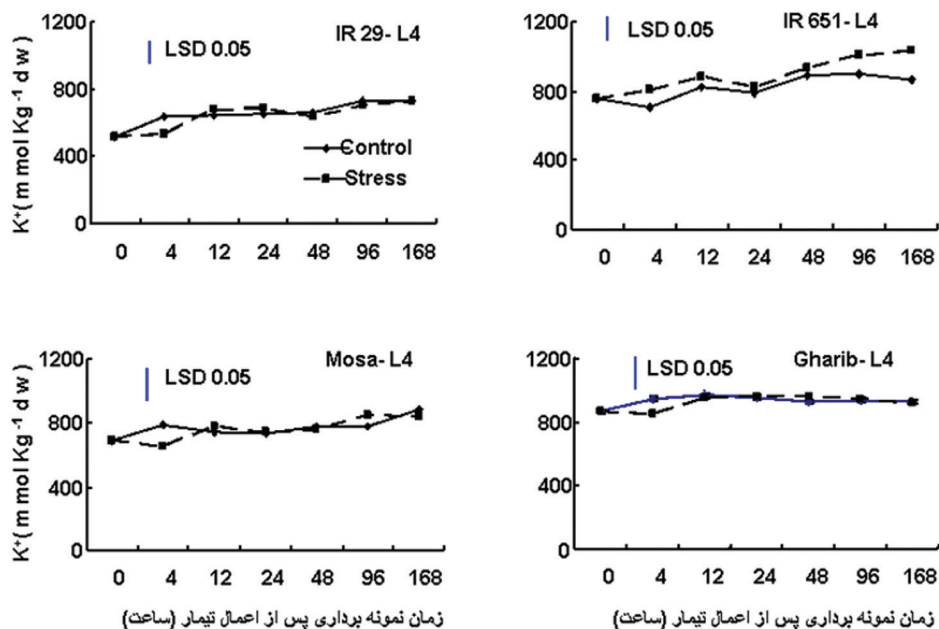 1200
IR 29- L4
LSD 0.05
800
400
Control
Stress
0
K⁺( m mol Kg ⁻¹ d w )
0 4 12 24 48 96 168
1200
IR 651- L4
LSD 0.05
800
400
0
0 4 12 24 48 96 168
1200
Mosa- L4
LSD 0.05
800
400
0
K⁺( m mol Kg ⁻¹ d w )
0 4 12 24 48 96 168
زمان نمونه برداری پس از اعمال تیمار (ساعت)
1200
Gharib- L4
LSD 0.05
800
400
0
0 4 12 24 48 96 168
زمان نمونه برداری پس از اعمال تیمار (ساعت)